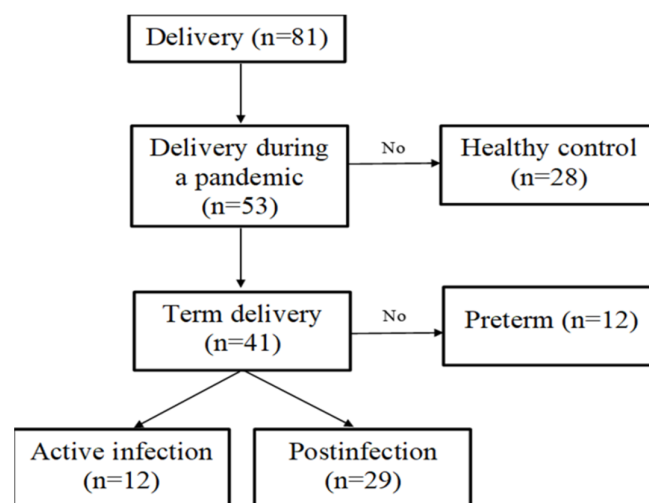 Delivery (n=81)
Delivery during
a pandemic
(n=53)
No
Healthy control
(n=28)
Term delivery
(n=41)
No
Preterm (n=12)
Active infection
(n=12)
Postinfection
(n=29)